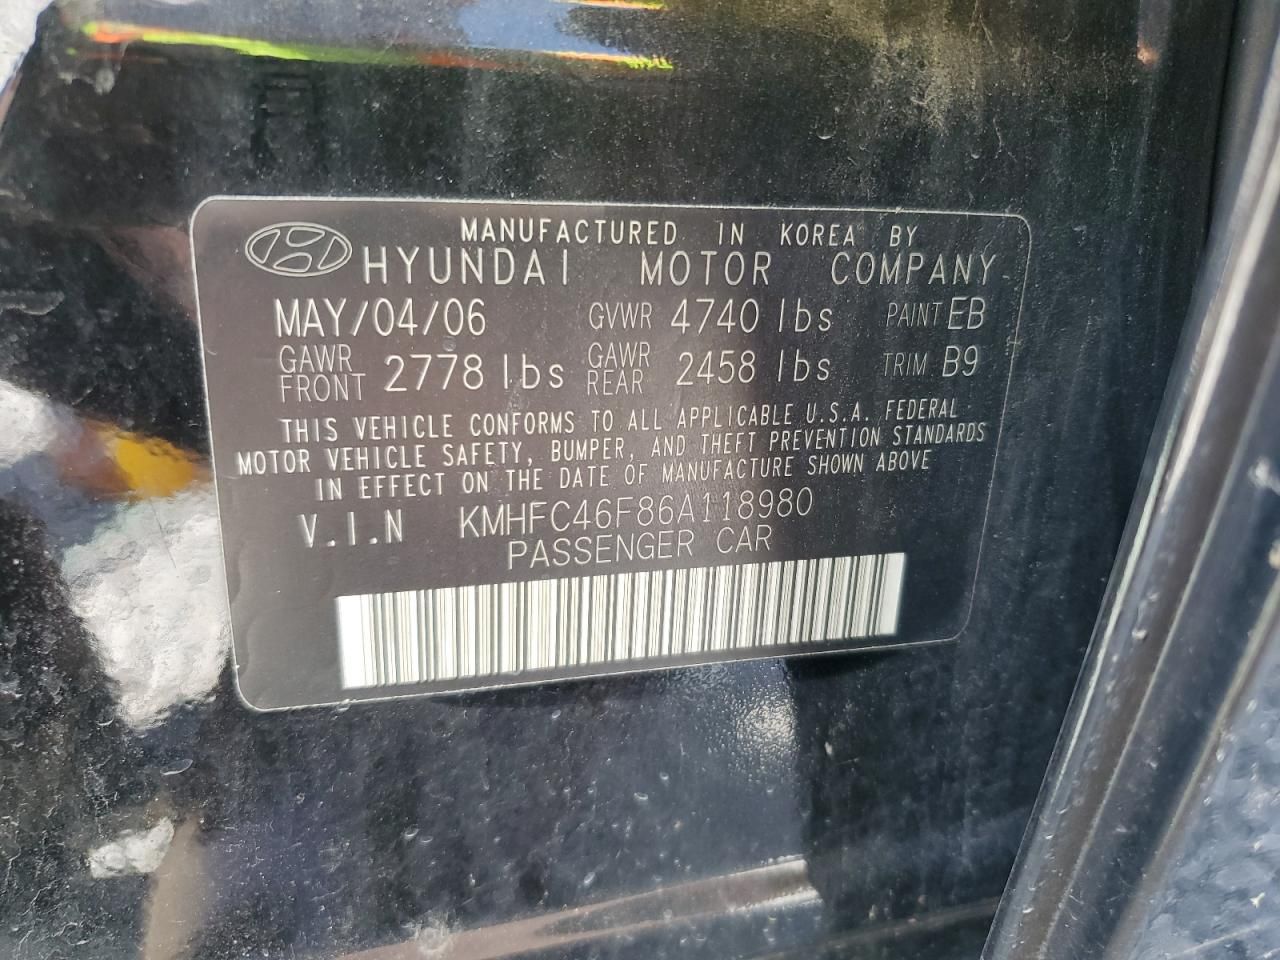 MANUFACTURED IN KOREA BY
HYUNDAI MOTOR COMPANY
MAY/04/06 GVWR 4740 lbs PAINT EB
GAWR FRONT 2778 lbs GAWR REAR 2458 lbs TRIM B9
THIS VEHICLE CONFORMS TO ALL APPLICABLE U.S.A. FEDERAL
MOTOR VEHICLE SAFETY, BUMPER, AND THEFT PREVENTION STANDARDS
IN EFFECT ON THE DATE OF MANUFACTURE SHOWN ABOVE
V.I.N KMHFC46F86A118980
PASSENGER CAR